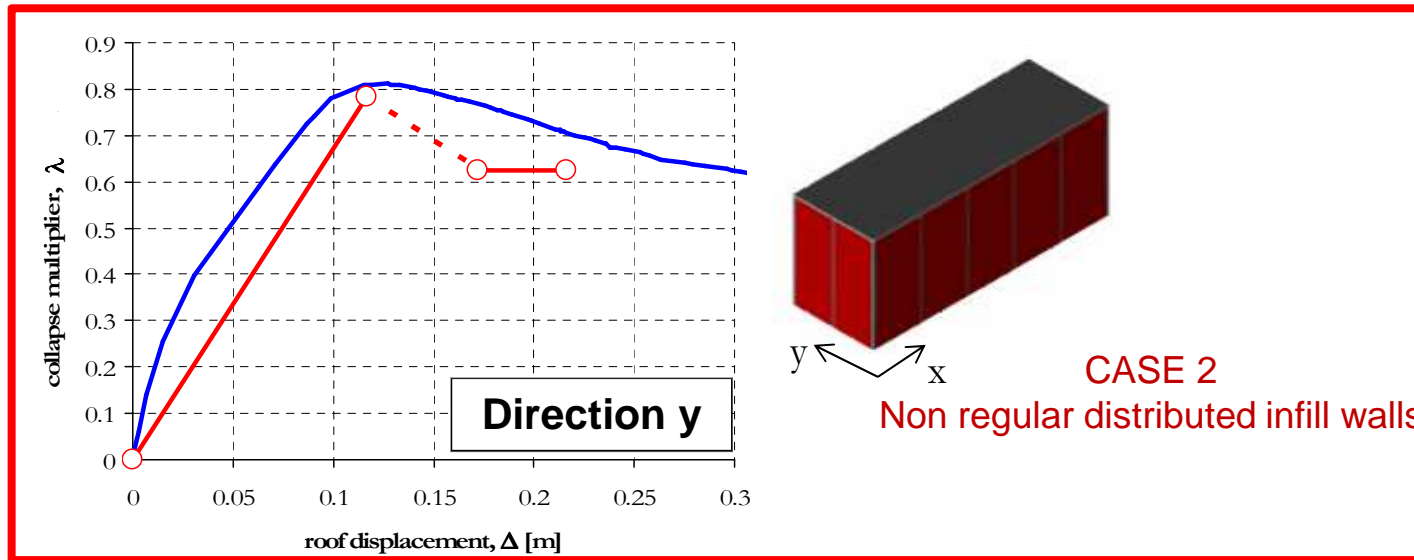 0.9
0.8
0.7
0.6
0.5
0.4
0.3
0.2
0.1
0
collapse multiplier, λ
0 0.05 0.1 0.15 0.2 0.25 0.3
roof displacement, Δ [m]
Direction y
y x
CASE 2
Non regular distributed infill walls